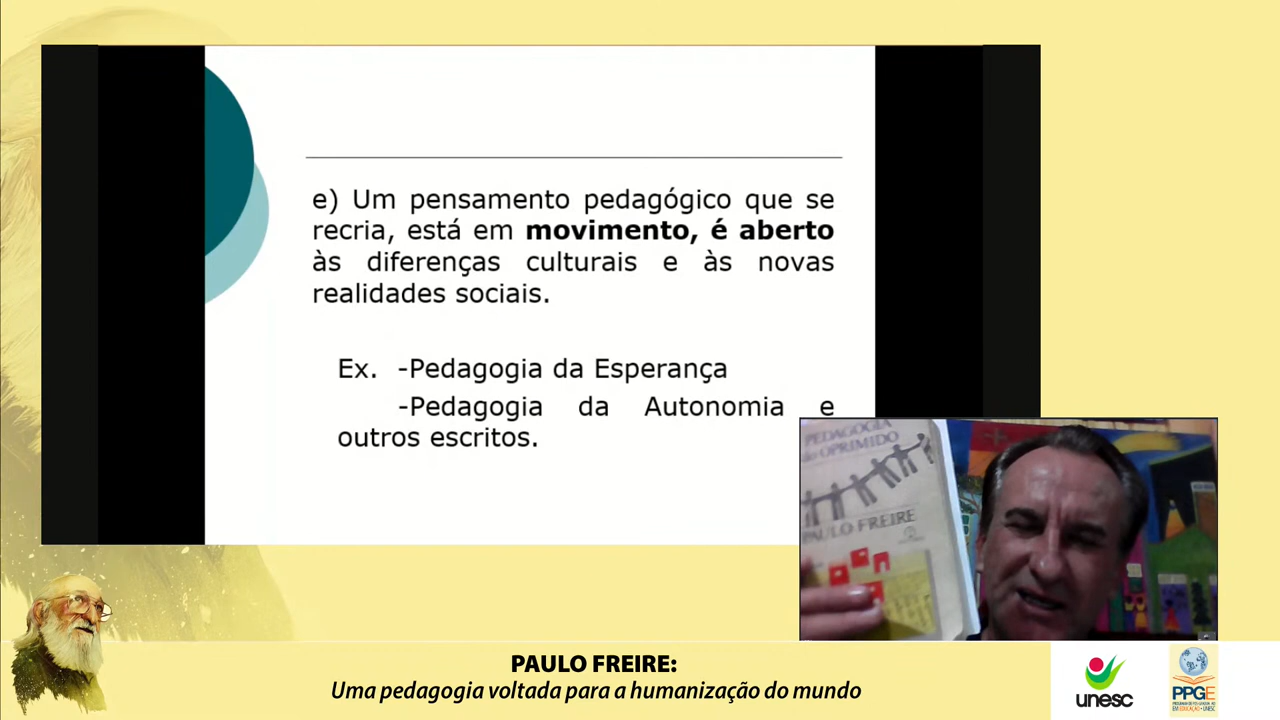 e) Um pensamento pedagógico que se
recria, está em movimento, é aberto
às diferenças culturais e às novas
realidades sociais.
Ex. -Pedagogia da Esperança
-Pedagogia da Autonomia e
outros escritos.
PEDAGOGIA
do OPRIMIDO
PAULO FREIRE
PAULO FREIRE:
Uma pedagogia voltada para a humanização do mundo
unesc
PPGE